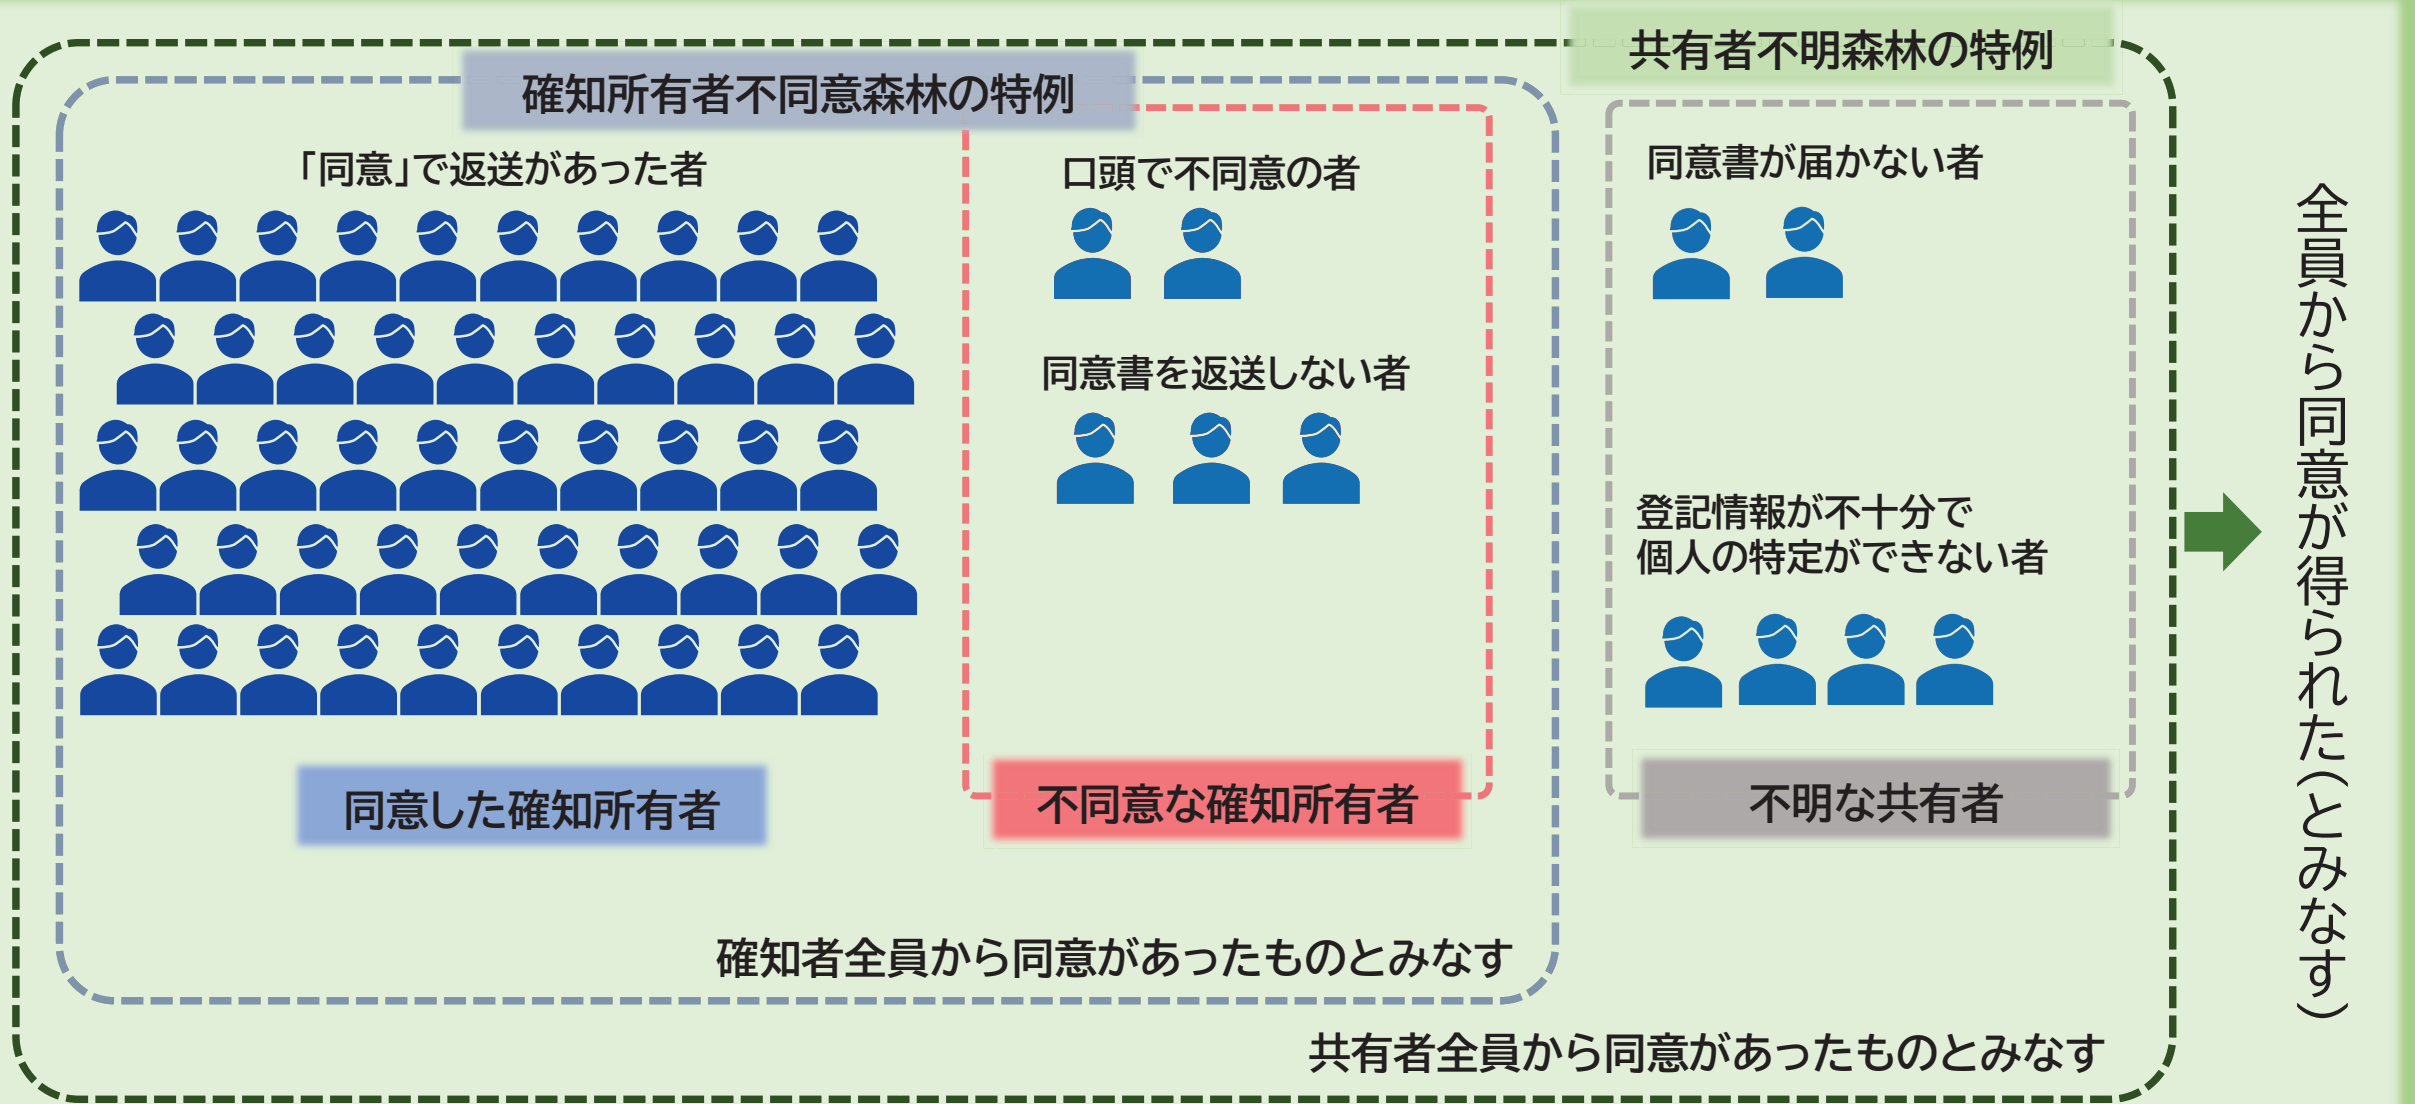 共有者不明森林の特例
確知所有者不同意森林の特例
「同意」で返送があった者
口頭で不同意の者
同意書を返送しない者
同意書が届かない者
登記情報が不十分で
個人の特定ができない者
同意した確知所有者
不同意な確知所有者
不明な共有者
確知者全員から同意があったものとみなす
共有者全員から同意があったものとみなす
全員から同意が得られた(とみなす)